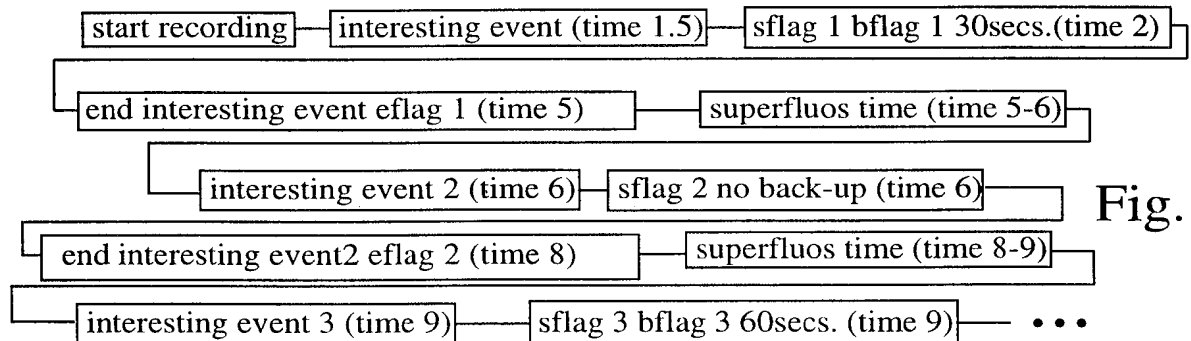 start recording interesting event (time 1.5) sflag 1 bflag 1 30secs.(time 2)
end interesting event eflag 1 (time 5) superfluos time (time 5-6)
interesting event 2 (time 6) sflag 2 no back-up (time 6)
Fig.
end interesting event2 eflag 2 (time 8) superfluos time (time 8-9)
interesting event 3 (time 9) sflag 3 bflag 3 60secs. (time 9) •••